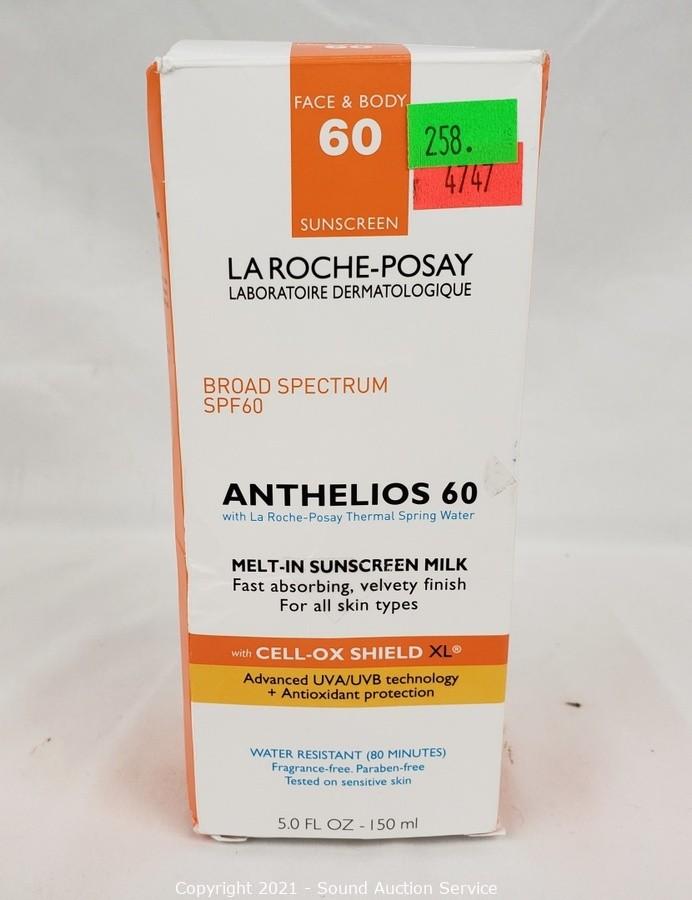 60
FACE & BODY
60
SUNSCREEN
258.
4747
LA ROCHE-POSAY
LABORATOIRE DERMATOLOGIQUE
BROAD SPECTRUM
SPF60
ANTHELIOS 60
with La Roche-Posay Thermal Spring Water
MELT-IN SUNSCREEN MILK
Fast absorbing, velvety finish
For all skin types
with CELL-OX SHIELD XL®
Advanced UVA/UVB technology
+ Antioxidant protection
WATER RESISTANT (80 MINUTES)
Fragrance-free. Paraben-free
Tested on sensitive skin
5.0 FL OZ - 150 ml
Copyright 2021 - Sound Auction Service